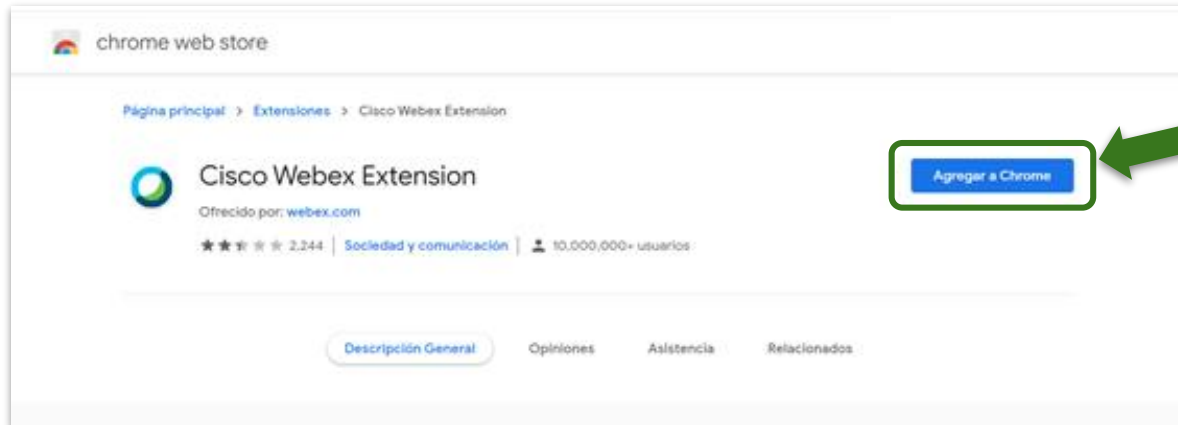 chrome web store
Página principal > Extensiones > Cisco Webex Extension
Cisco Webex Extension
Agregar a Chrome
Ofrecido por: webex.com
2.244 | Sociedad y comunicación | 10.000.000+ usuarios
Descripción General Opiniones Asistencia Relacionados